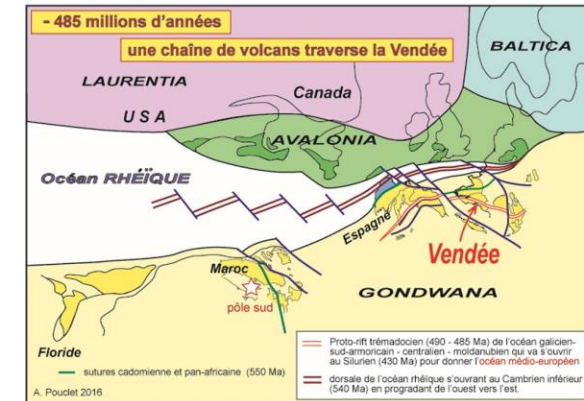 - 485 millions d'années
une chaîne de volcans traverse la Vendée
BALTICA
LAURENTIA
Canada
U S A
AVALONIA
Océan RHÉÏQUE
Espagne
Vendée
Maroc
pôle sud
GONDWANA
Floride
Proto-rift trémadocien (490 - 485 Ma) de l'océan galicien-
sud-armoricain - centralien - moldanubien qui va s'ouvrir
au Silurien (430 Ma) pour donner l'océan médio-européen
sutures cadomienne et pan-africaine (550 Ma)
dorsale de l'océan rhéïque s'ouvrant au Cambrien inférieur
(540 Ma) en progradant de l'ouest vers l'est.
A. Pouclet 2016